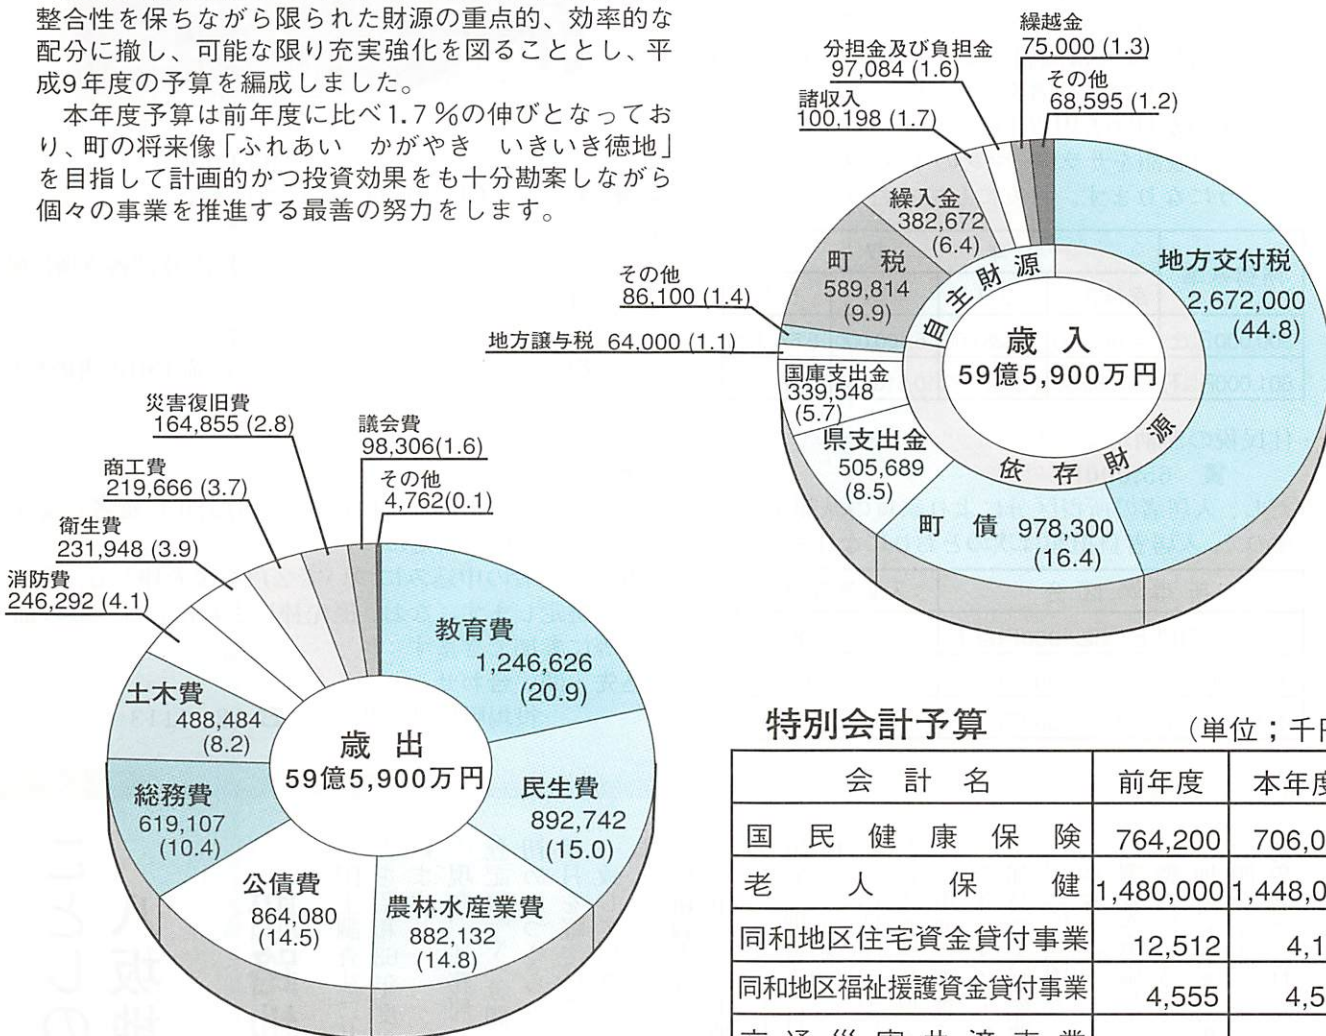 整合性を保ちながら限られた財源の重点的、効率的な
配分に撤し、可能な限り充実強化を図ることとし、平
成9年度の予算を編成しました。
本年度予算は前年度に比べ1.7％の伸びとなってお
り、町の将来像「ふれあい　かがやき　いきいき徳地」
を目指して計画的かつ投資効果をも十分勘案しながら
個々の事業を推進する最善の努力をします。
繰越金
75,000 (1.3)
分担金及び負担金
97,084 (1.6)
その他
68,595 (1.2)
諸収入
100,198 (1.7)
繰入金
382,672
(6.4)
町　税
589,814
(9.9)
その他
86,100 (1.4)
地方譲与税 64,000 (1.1)
国庫支出金
339,548
(5.7)
県支出金
505,689
(8.5)
町　債 978,300
(16.4)
地方交付税
2,672,000
(44.8)
自主財源
依存財源
歳　入
59億5,900万円
災害復旧費
164,855 (2.8)
議会費
98,306(1.6)
その他
4,762(0.1)
商工費
219,666 (3.7)
衛生費
231,948 (3.9)
消防費
246,292 (4.1)
土木費
488,484
(8.2)
総務費
619,107
(10.4)
公債費
864,080
(14.5)
農林水産業費
882,132
(14.8)
民生費
892,742
(15.0)
教育費
1,246,626
(20.9)
歳　出
59億5,900万円
特別会計予算 (単位；千円
会計名 前年度 本年度
国民健康保険 764,200 706,0
老人保健 1,480,000 1,448,0
同和地区住宅資金貸付事業 12,512 4,1
同和地区福祉援護資金貸付事業 4,555 4,5